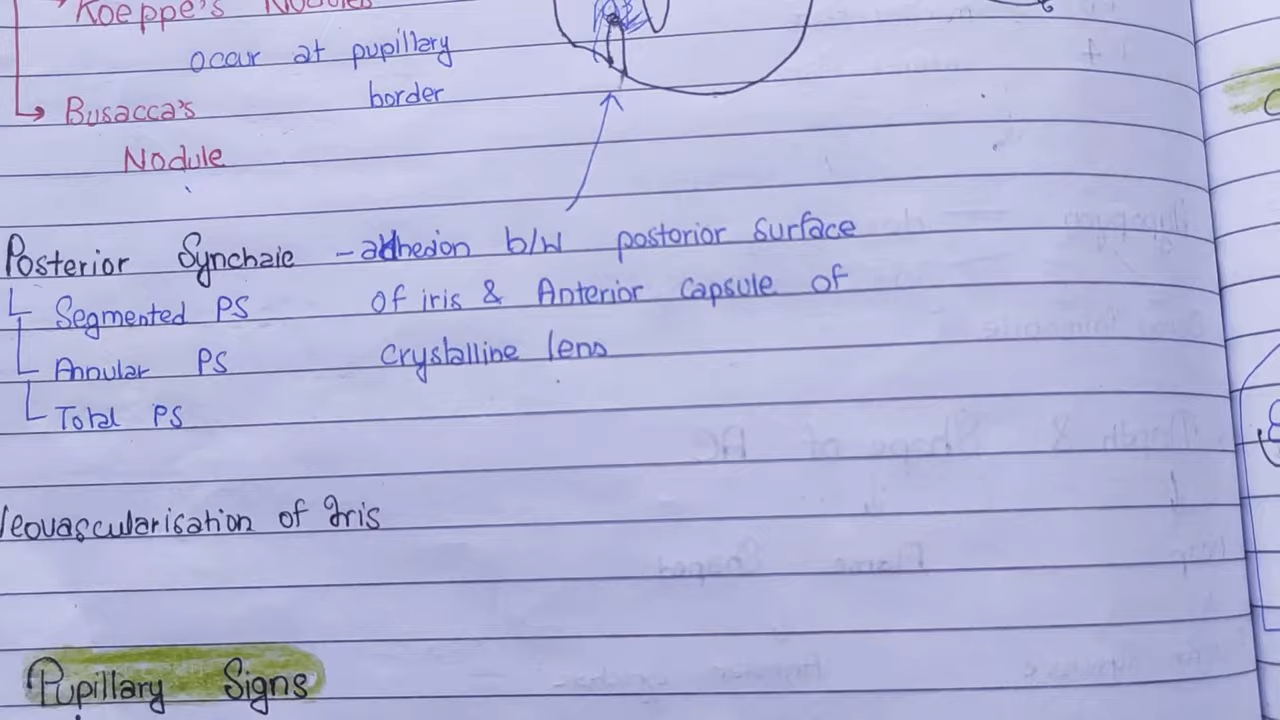 Koeppe's Nodules
occur at pupillary
border
Busacca's
Nodule
Posterior Synchaie - adhesion b/w postorior surface
Segmented PS of iris & Anterior capsule of
Annular PS crystalline lens
Total PS
Neovascularisation of Iris
Pupillary Signs